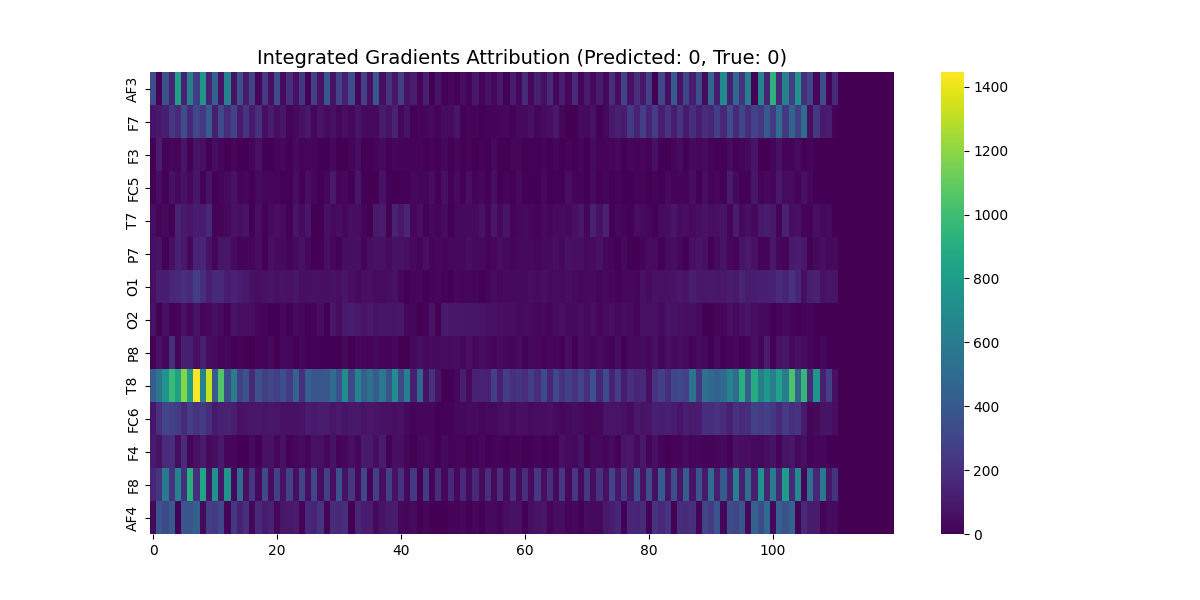 Integrated Gradients Attribution (Predicted: 0, True: 0)
AF3
F7
F3
FC5
T7
P7
O1
O2
P8
T8
FC6
F4
F8
AF4
0 20 40 60 80 100
1400
1200
1000
800
600
400
200
0